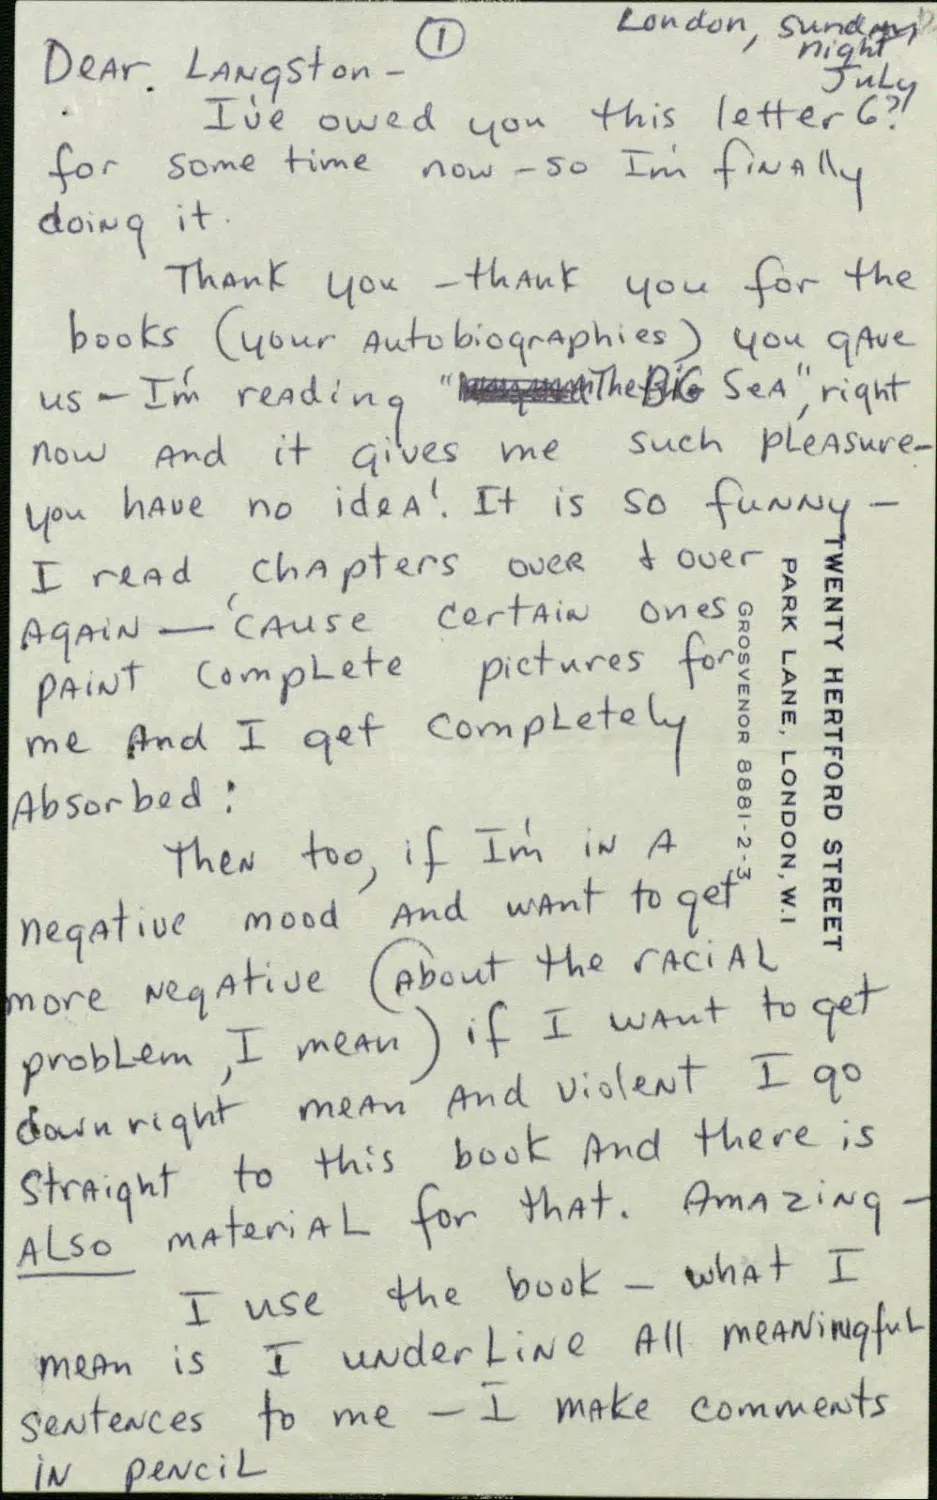 ①
London, Sunday
night
July
6?
Dear Langston -
I've owed you this letter
for some time now - so I'm finally
doing it.
Thank you - thank you for the
books (your autobiographies) you gave
us - I'm reading "The Big Sea", right
now and it gives me such pleasure -
you have no idea! It is so funny -
I read chapters over & over
again - 'cause certain ones
paint complete pictures for
me and I get completely
absorbed:
Then too, if I'm in a
negative mood and want to get
more negative (about the racial
problem, I mean) if I want to get
downright mean and violent I go
straight to this book and there is
also material for that. Amazing -
I use the book - what I
mean is I underline all meaningful
sentences to me - I make comments
in pencil
TWENTY HERTFORD STREET
PARK LANE, LONDON, W.1
GROSVENOR 8881-2-3